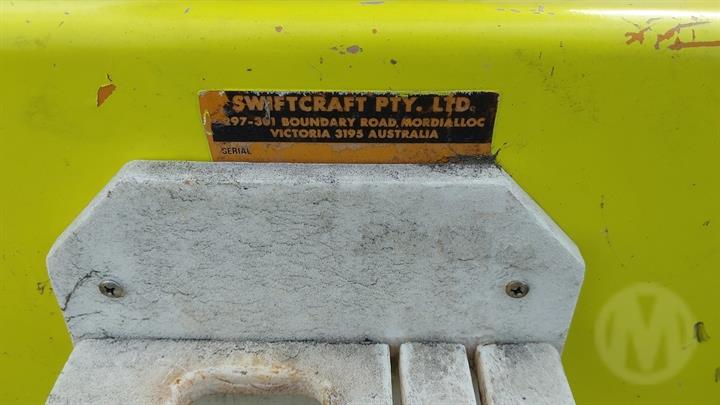 SWIFTCRAFT PTY. LTD.
297-301 BOUNDARY ROAD, MORDIALLOC
VICTORIA 3195 AUSTRALIA
SERIAL
M